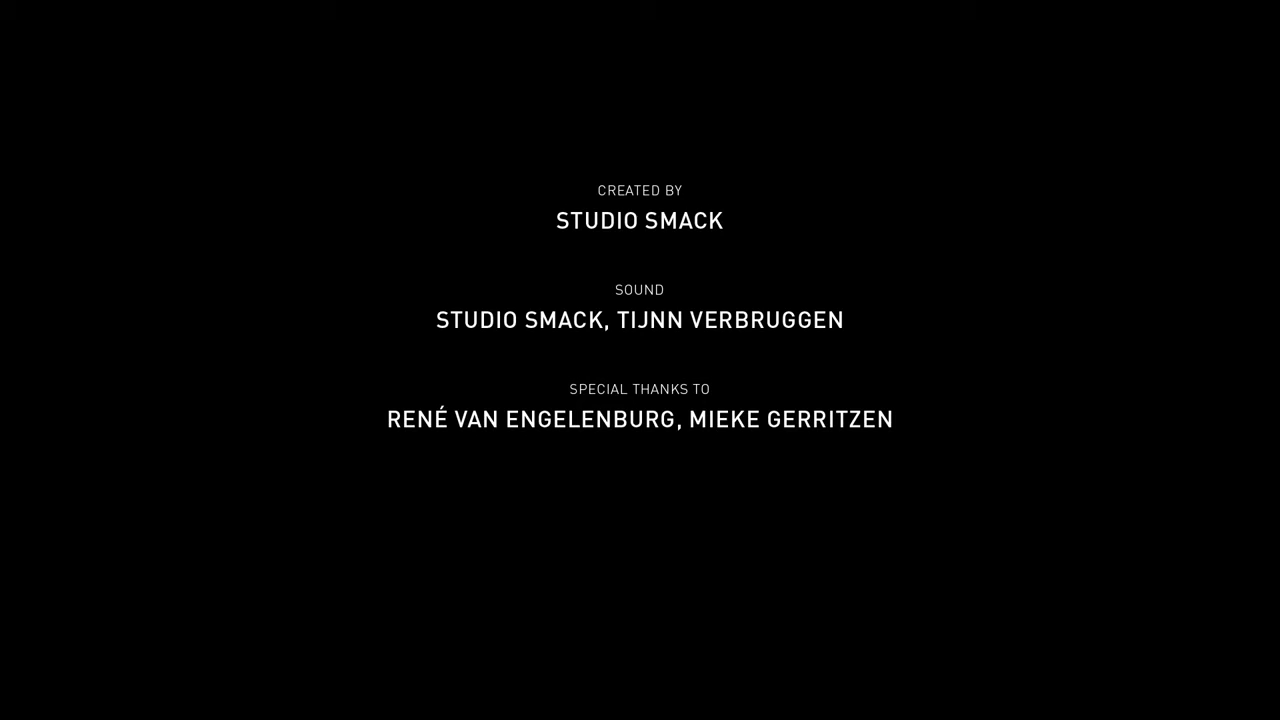 CREATED BY
STUDIO SMACK
SOUND
STUDIO SMACK, TIJNN VERBRUGGEN
SPECIAL THANKS TO
RENÉ VAN ENGELENBURG, MIEKE GERRITZEN